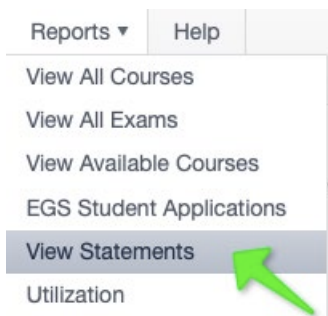 Reports ▾ Help
View All Courses
View All Exams
View Available Courses
EGS Student Applications
View Statements
Utilization